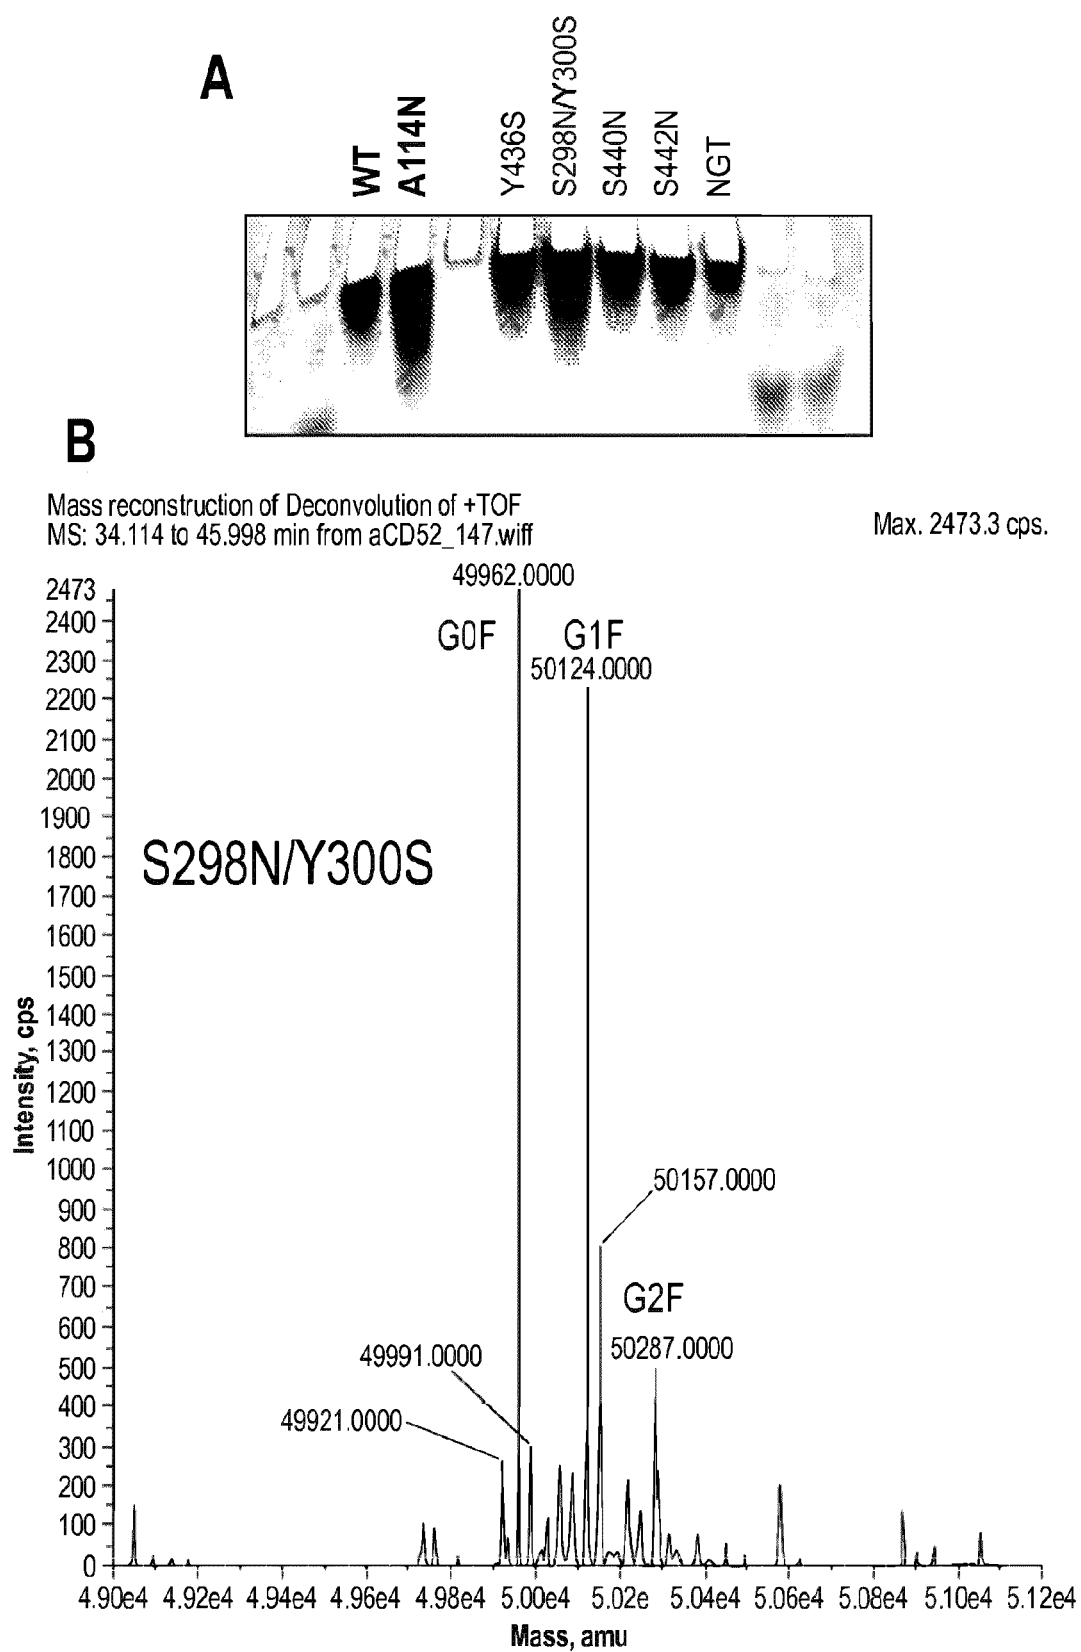 A
WT
A114N
Y436S
S298N/Y300S
S440N
S442N
NGT
B
Mass reconstruction of Deconvolution of +TOF
MS: 34.114 to 45.998 min from aCD52_147.wiff
Max. 2473.3 cps.
49962.0000
G0F
G1F
50124.0000
S298N/Y300S
50157.0000
G2F
50287.0000
49991.0000
49921.0000
Intensity, cps
2473
2400
2300
2200
2100
2000
1900
1800
1700
1600
1500
1400
1300
1200
1100
1000
900
800
700
600
500
400
300
200
100
0
4.90e4 4.92e4 4.94e4 4.96e4 4.98e4 5.00e4 5.02e4 5.04e4 5.06e4 5.08e4 5.10e4 5.12e4
Mass, amu